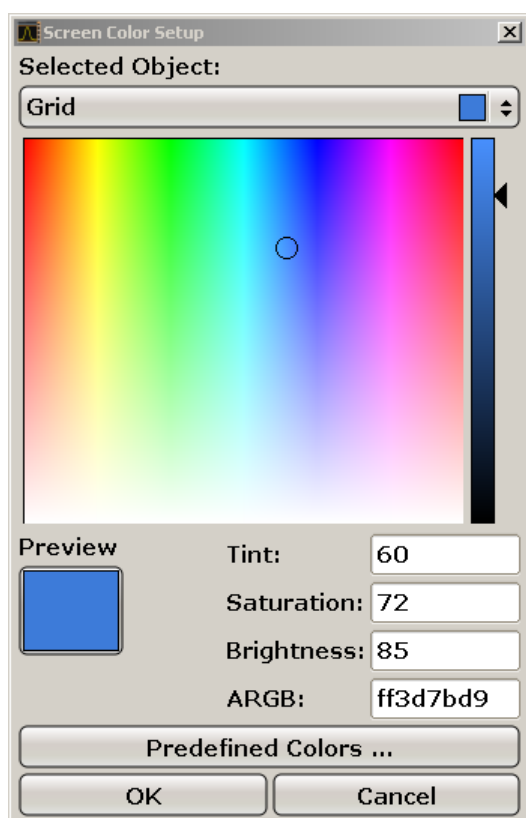 Screen Color Setup
Selected Object:
Grid
Preview
Tint: 60
Saturation: 72
Brightness: 85
ARGB: ff3d7bd9
Predefined Colors ...
OK Cancel